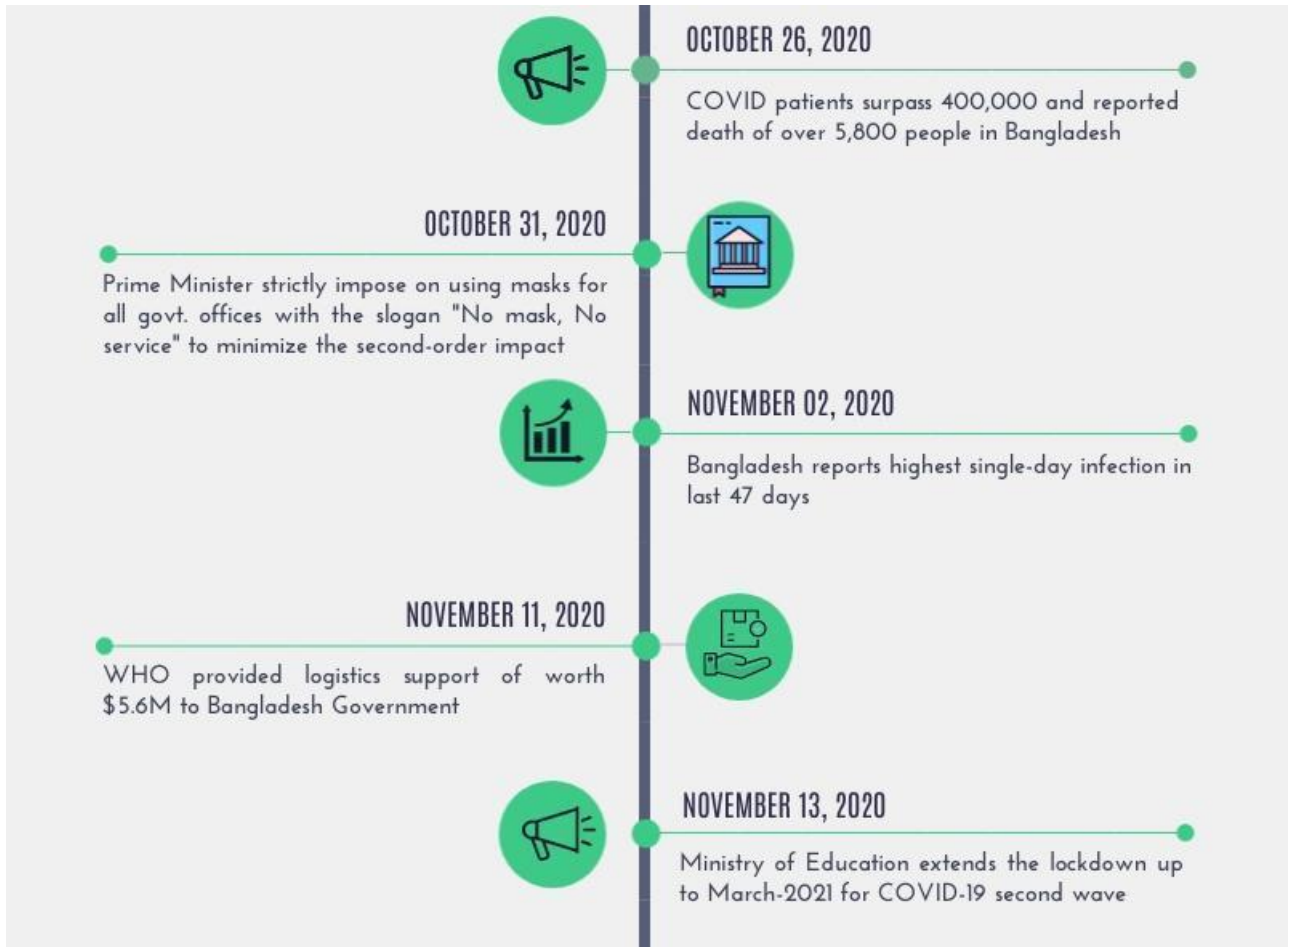 OCTOBER 26, 2020
COVID patients surpass 400,000 and reported
death of over 5,800 people in Bangladesh
OCTOBER 31, 2020
Prime Minister strictly impose on using masks for
all govt. offices with the slogan "No mask, No
service" to minimize the second-order impact
NOVEMBER 02, 2020
Bangladesh reports highest single-day infection in
last 47 days
NOVEMBER 11, 2020
WHO provided logistics support of worth
$5.6M to Bangladesh Government
NOVEMBER 13, 2020
Ministry of Education extends the lockdown up
to March-2021 for COVID-19 second wave